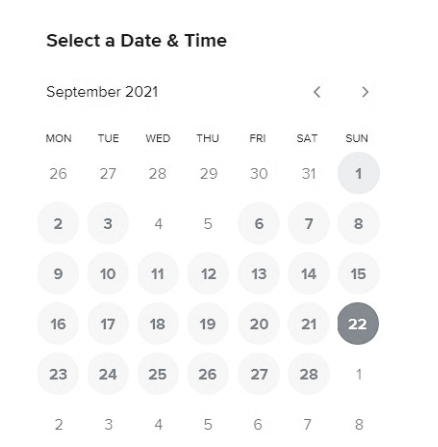 Select a Date & Time
September 2021
MON TUE WED THU FRI SAT SUN
26 27 28 29 30 31 1
2 3 4 5 6 7 8
9 10 11 12 13 14 15
16 17 18 19 20 21 22
23 24 25 26 27 28 1
2 3 4 5 6 7 8